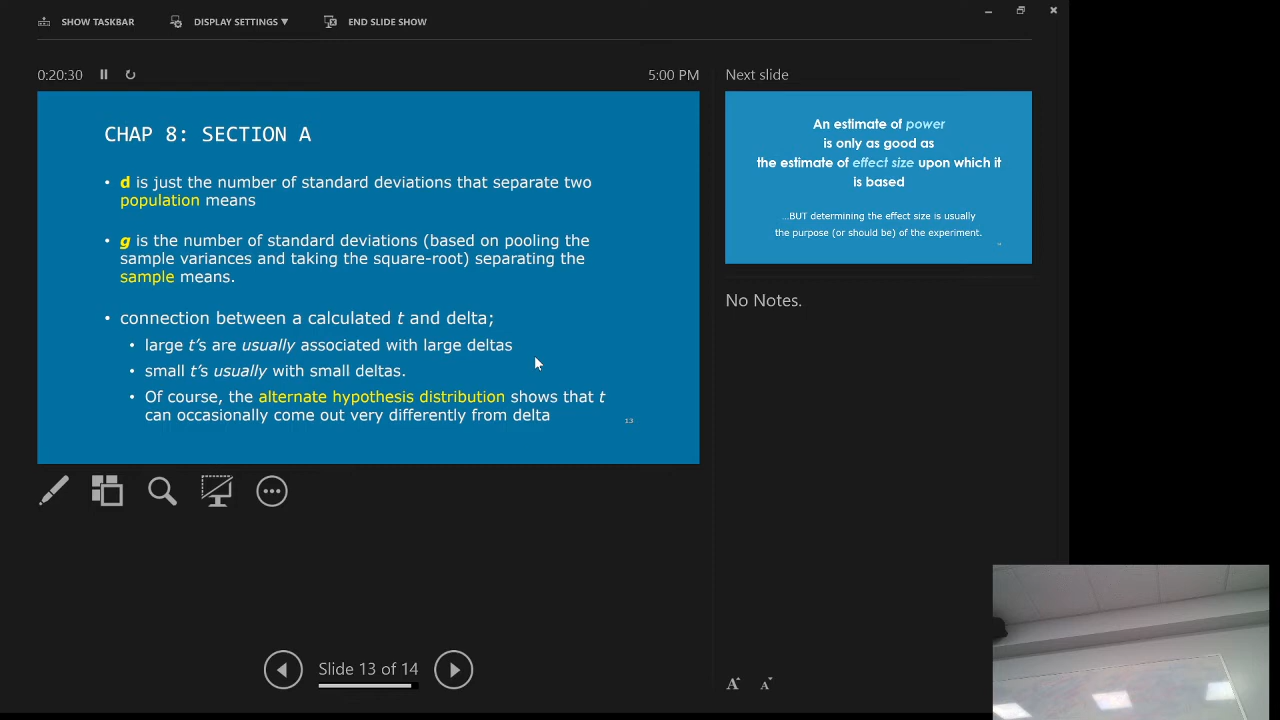 SHOW TASKBAR
DISPLAY SETTINGS ▼
END SLIDE SHOW
0:20:30
5:00 PM
CHAP 8: SECTION A
• d is just the number of standard deviations that separate two
population means
• g is the number of standard deviations (based on pooling the
sample variances and taking the square-root) separating the
sample means.
• connection between a calculated t and delta;
• large t's are usually associated with large deltas
• small t's usually with small deltas.
• Of course, the alternate hypothesis distribution shows that t
can occasionally come out very differently from delta
13
Slide 13 of 14
Next slide
An estimate of power
is only as good as
the estimate of effect size upon which it
is based
...BUT determining the effect size is usually
the purpose (or should be) of the experiment.
No Notes.
A
A